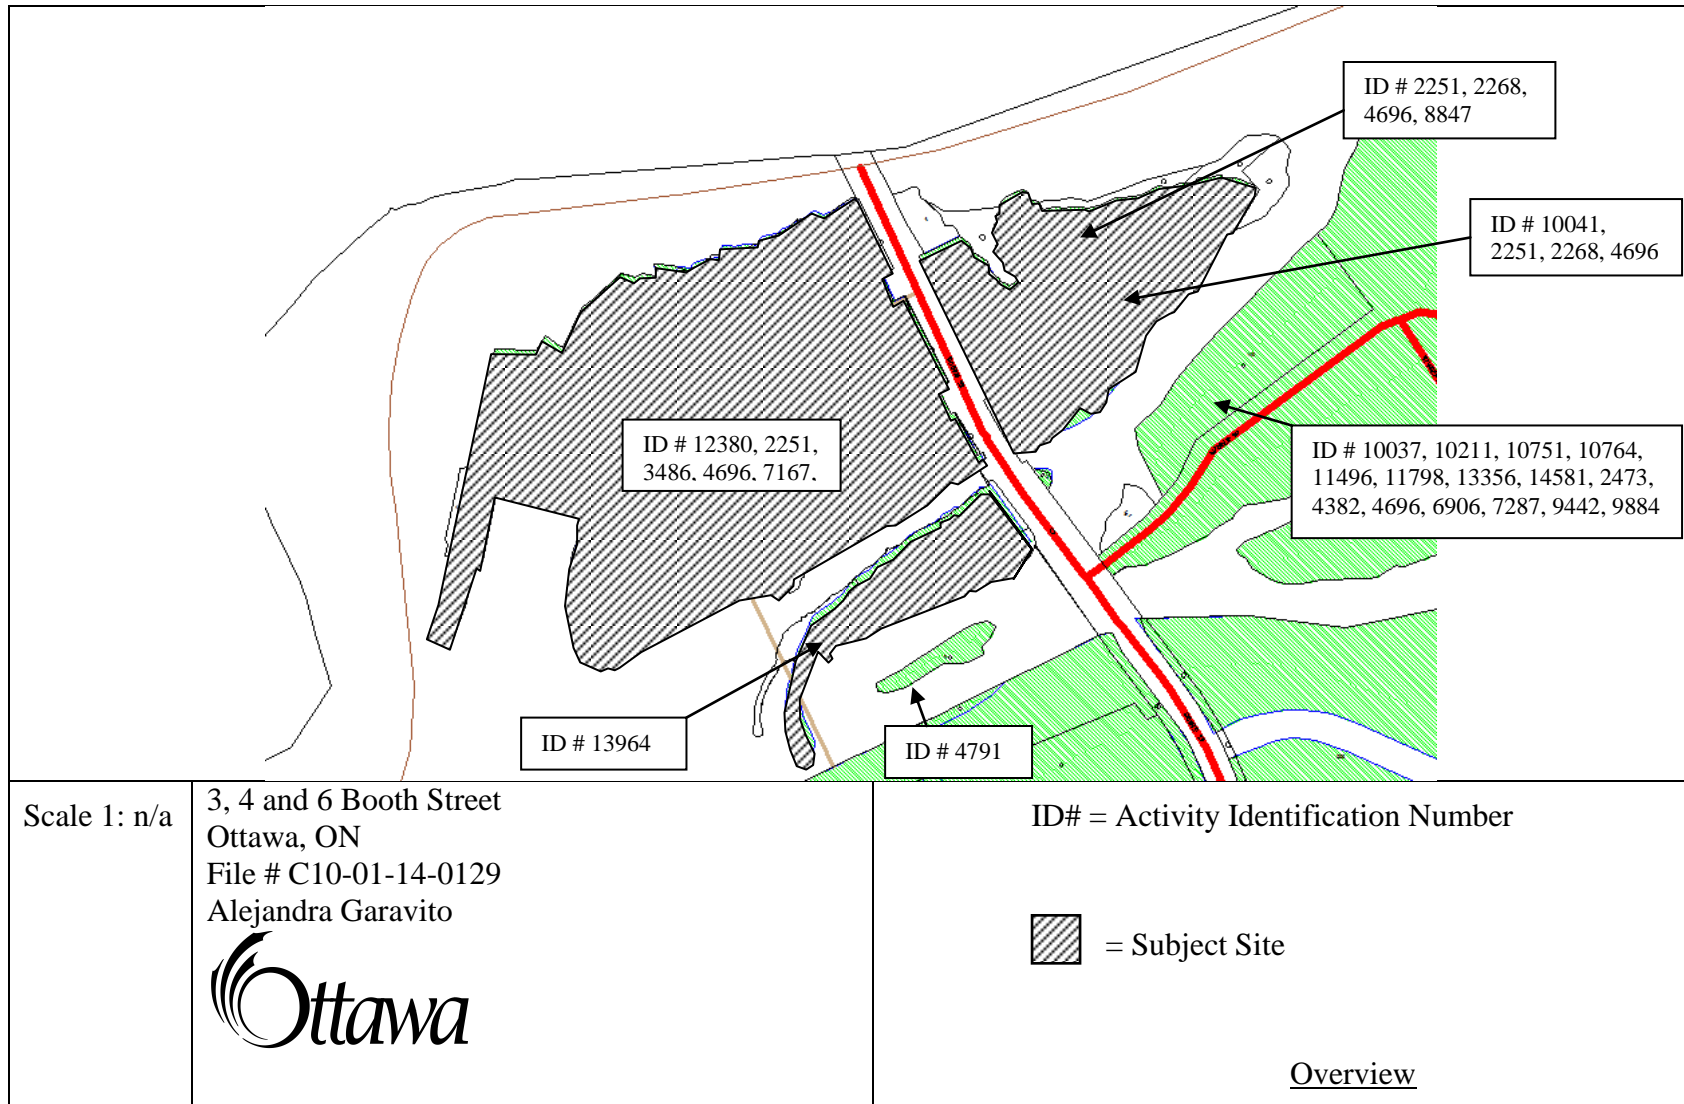 ID # 2251, 2268,
4696, 8847
ID # 10041,
2251, 2268, 4696
ID # 12380, 2251,
3486, 4696, 7167,
ID # 10037, 10211, 10751, 10764,
11496, 11798, 13356, 14581, 2473,
4382, 4696, 6906, 7287, 9442, 9884
ID # 13964
ID # 4791
Scale 1: n/a
3, 4 and 6 Booth Street
Ottawa, ON
File # C10-01-14-0129
Alejandra Garavito
Ottawa
ID# = Activity Identification Number
= Subject Site
Overview